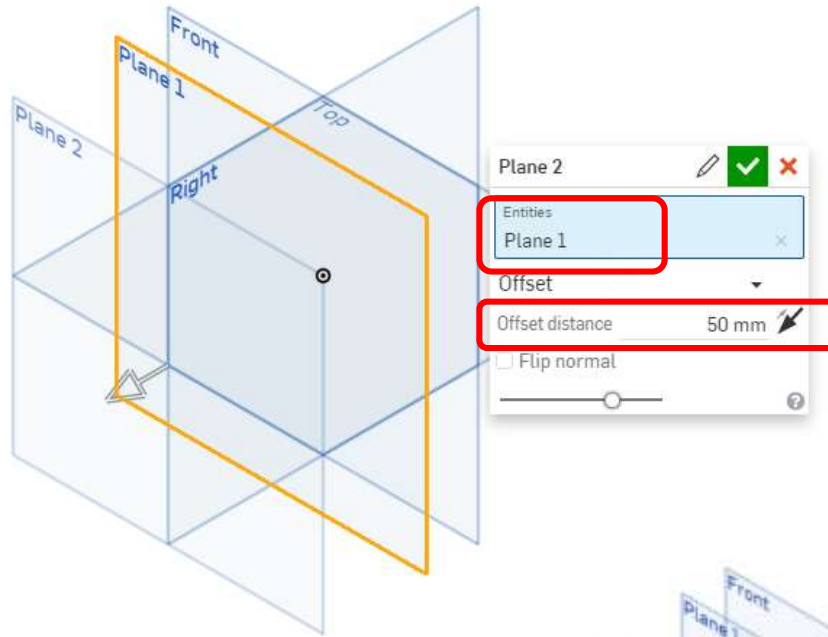 Front
Plane 1
Top
Plane 2
Right
Plane 2
Entities
Plane 1
Offset
Offset distance 50 mm
Flip normal
Front
Plane